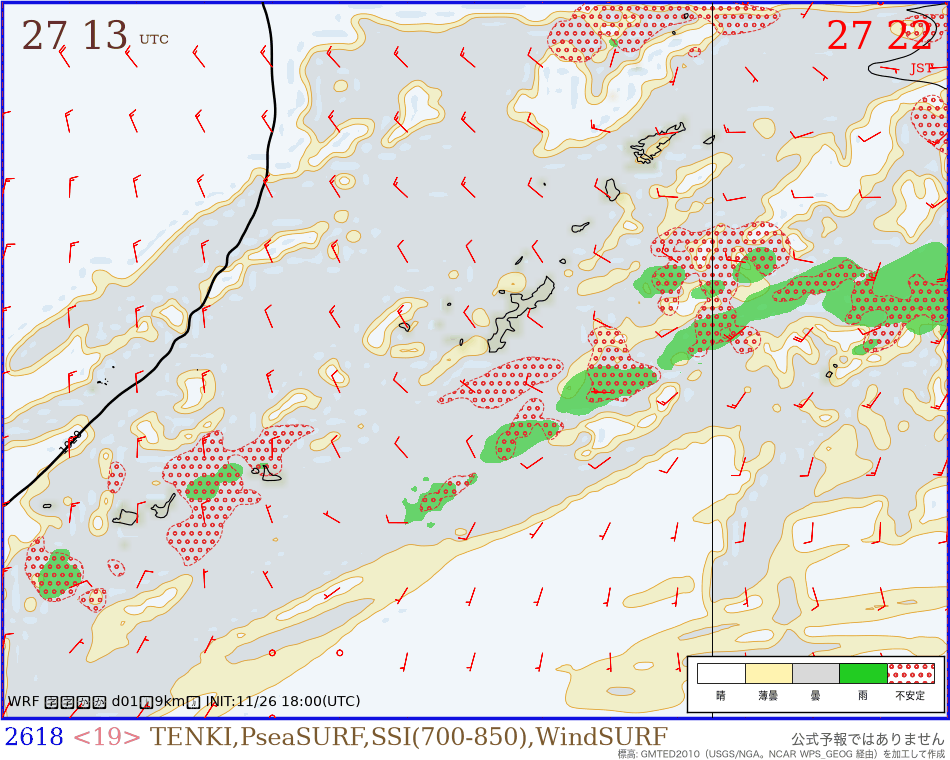 27 13 UTC
27 22
JST
WRF d01 9km INIT:11/26 18:00(UTC)
晴 薄曇 曇 雨 不安定
2618 <19> TENKI,PseaSURF,SSI(700-850),WindSURF
公式予報ではありません
標高: GMTED2010（USGS/NGA。NCAR WPS_GEOG 経由）を加工して作成